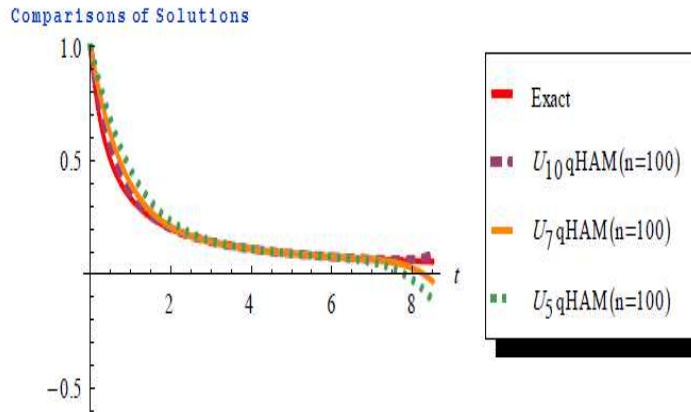 Comparisons of Solutions
1.0
0.5
−0.5
2
4
6
8
t
Exact
U10 qHAM(n=100)
U7 qHAM(n=100)
U5 qHAM(n=100)